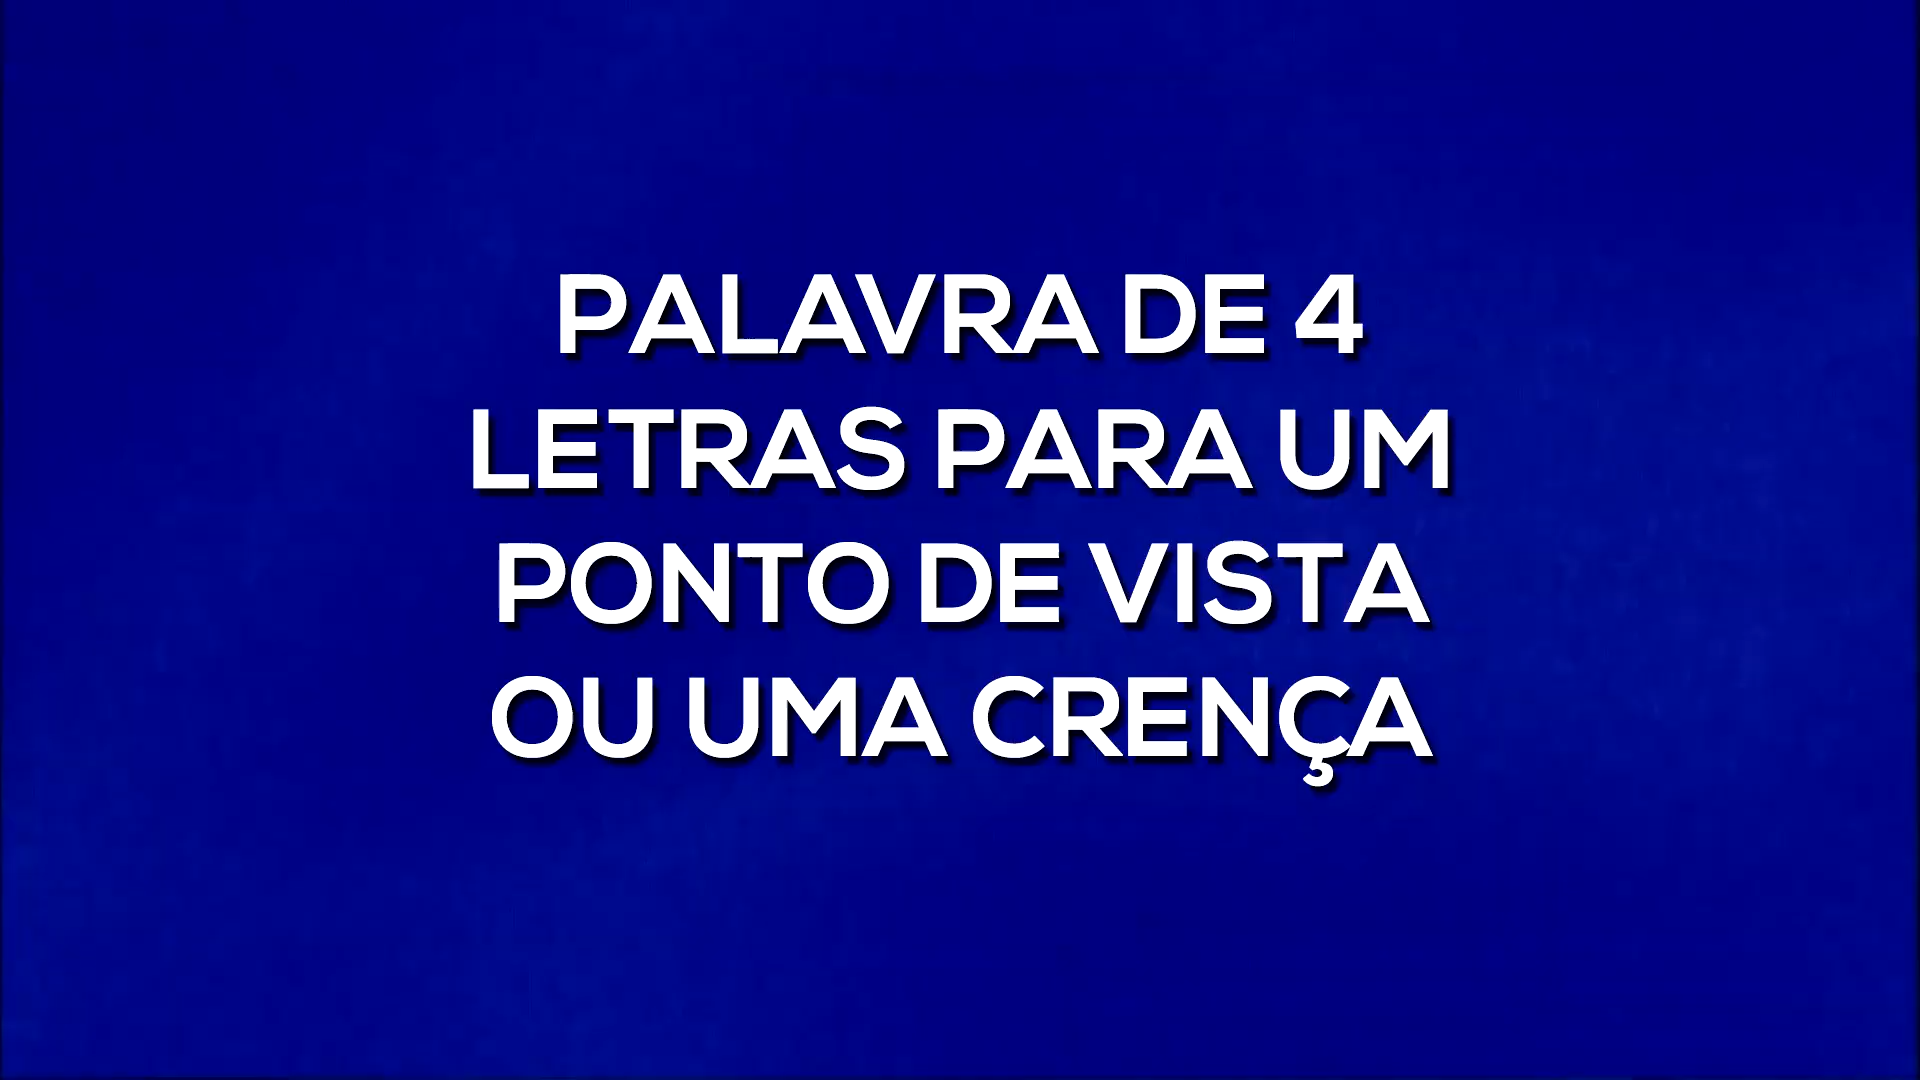 PALAVRA DE 4
LETRAS PARA UM
PONTO DE VISTA
OU UMA CRENÇA